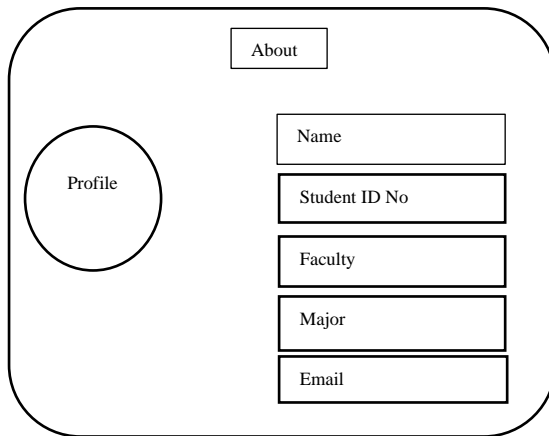 About
Profile
Name
Student ID No
Faculty
Major
Email